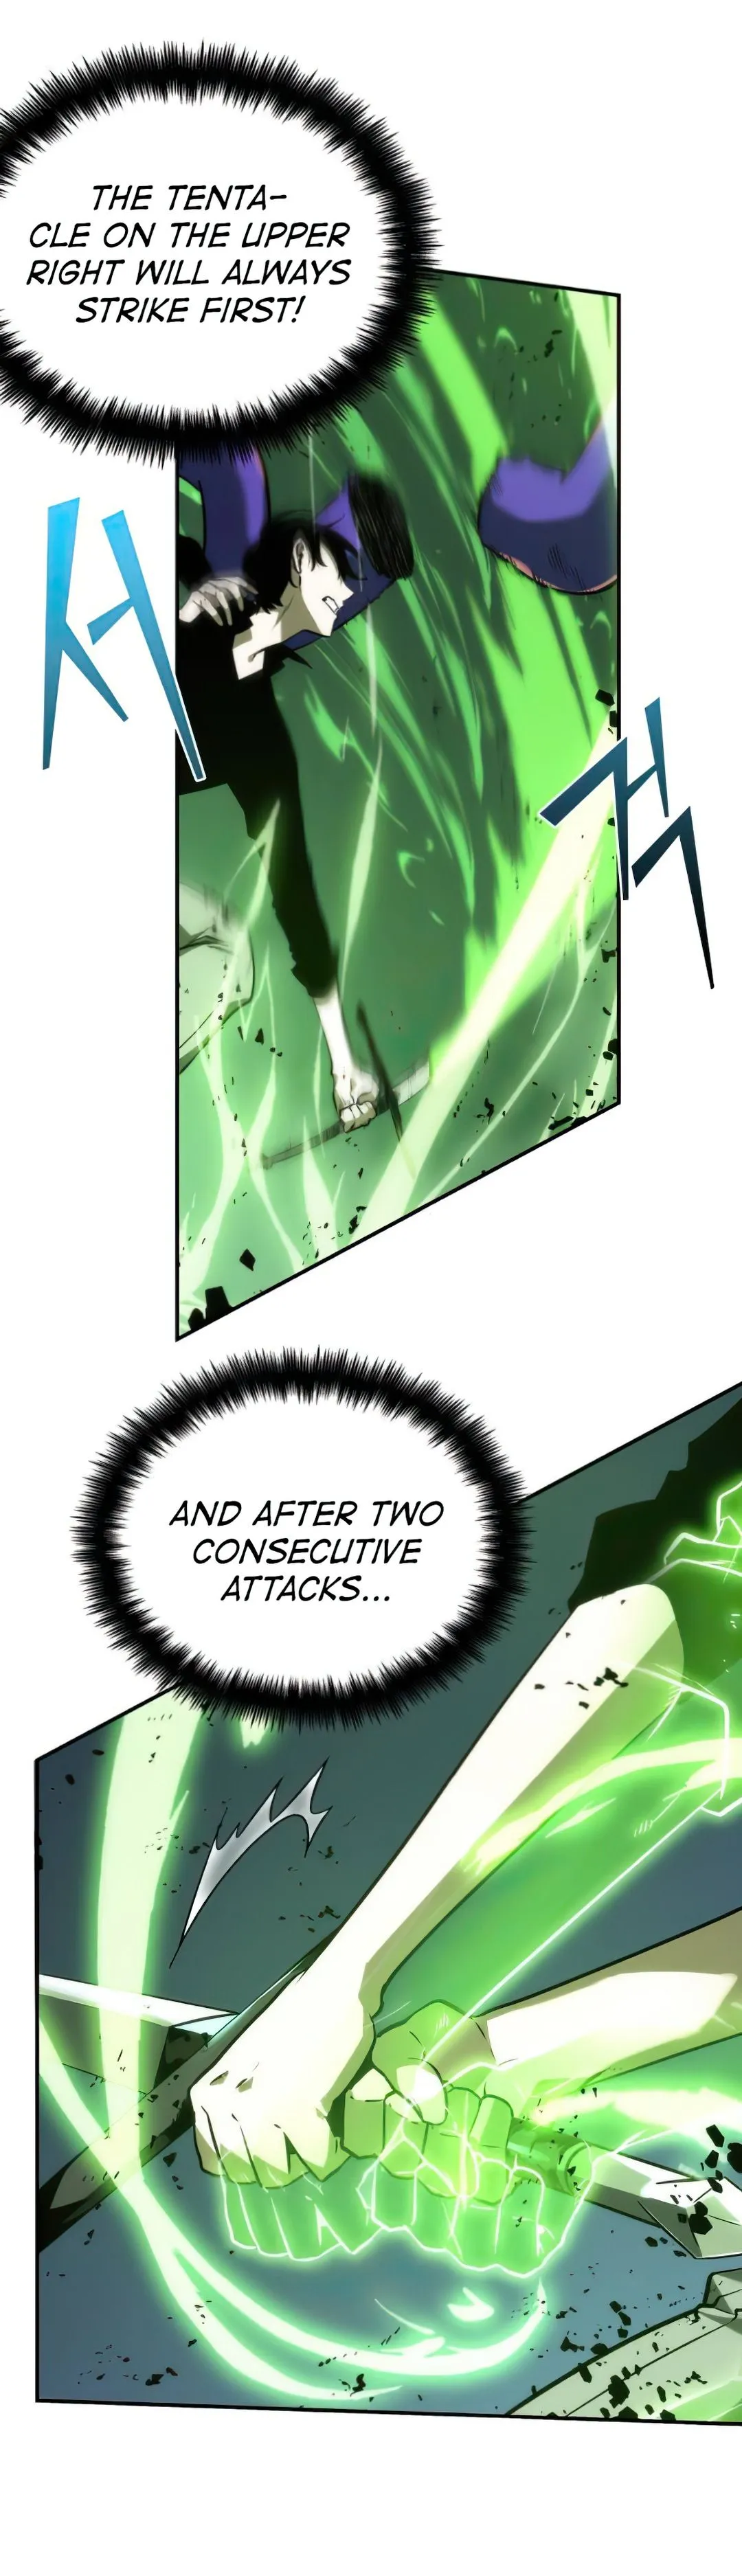 THE TENTA-
CLE ON THE UPPER
RIGHT WILL ALWAYS
STRIKE FIRST!
서
걱
AND AFTER TWO
CONSECUTIVE
ATTACKS...